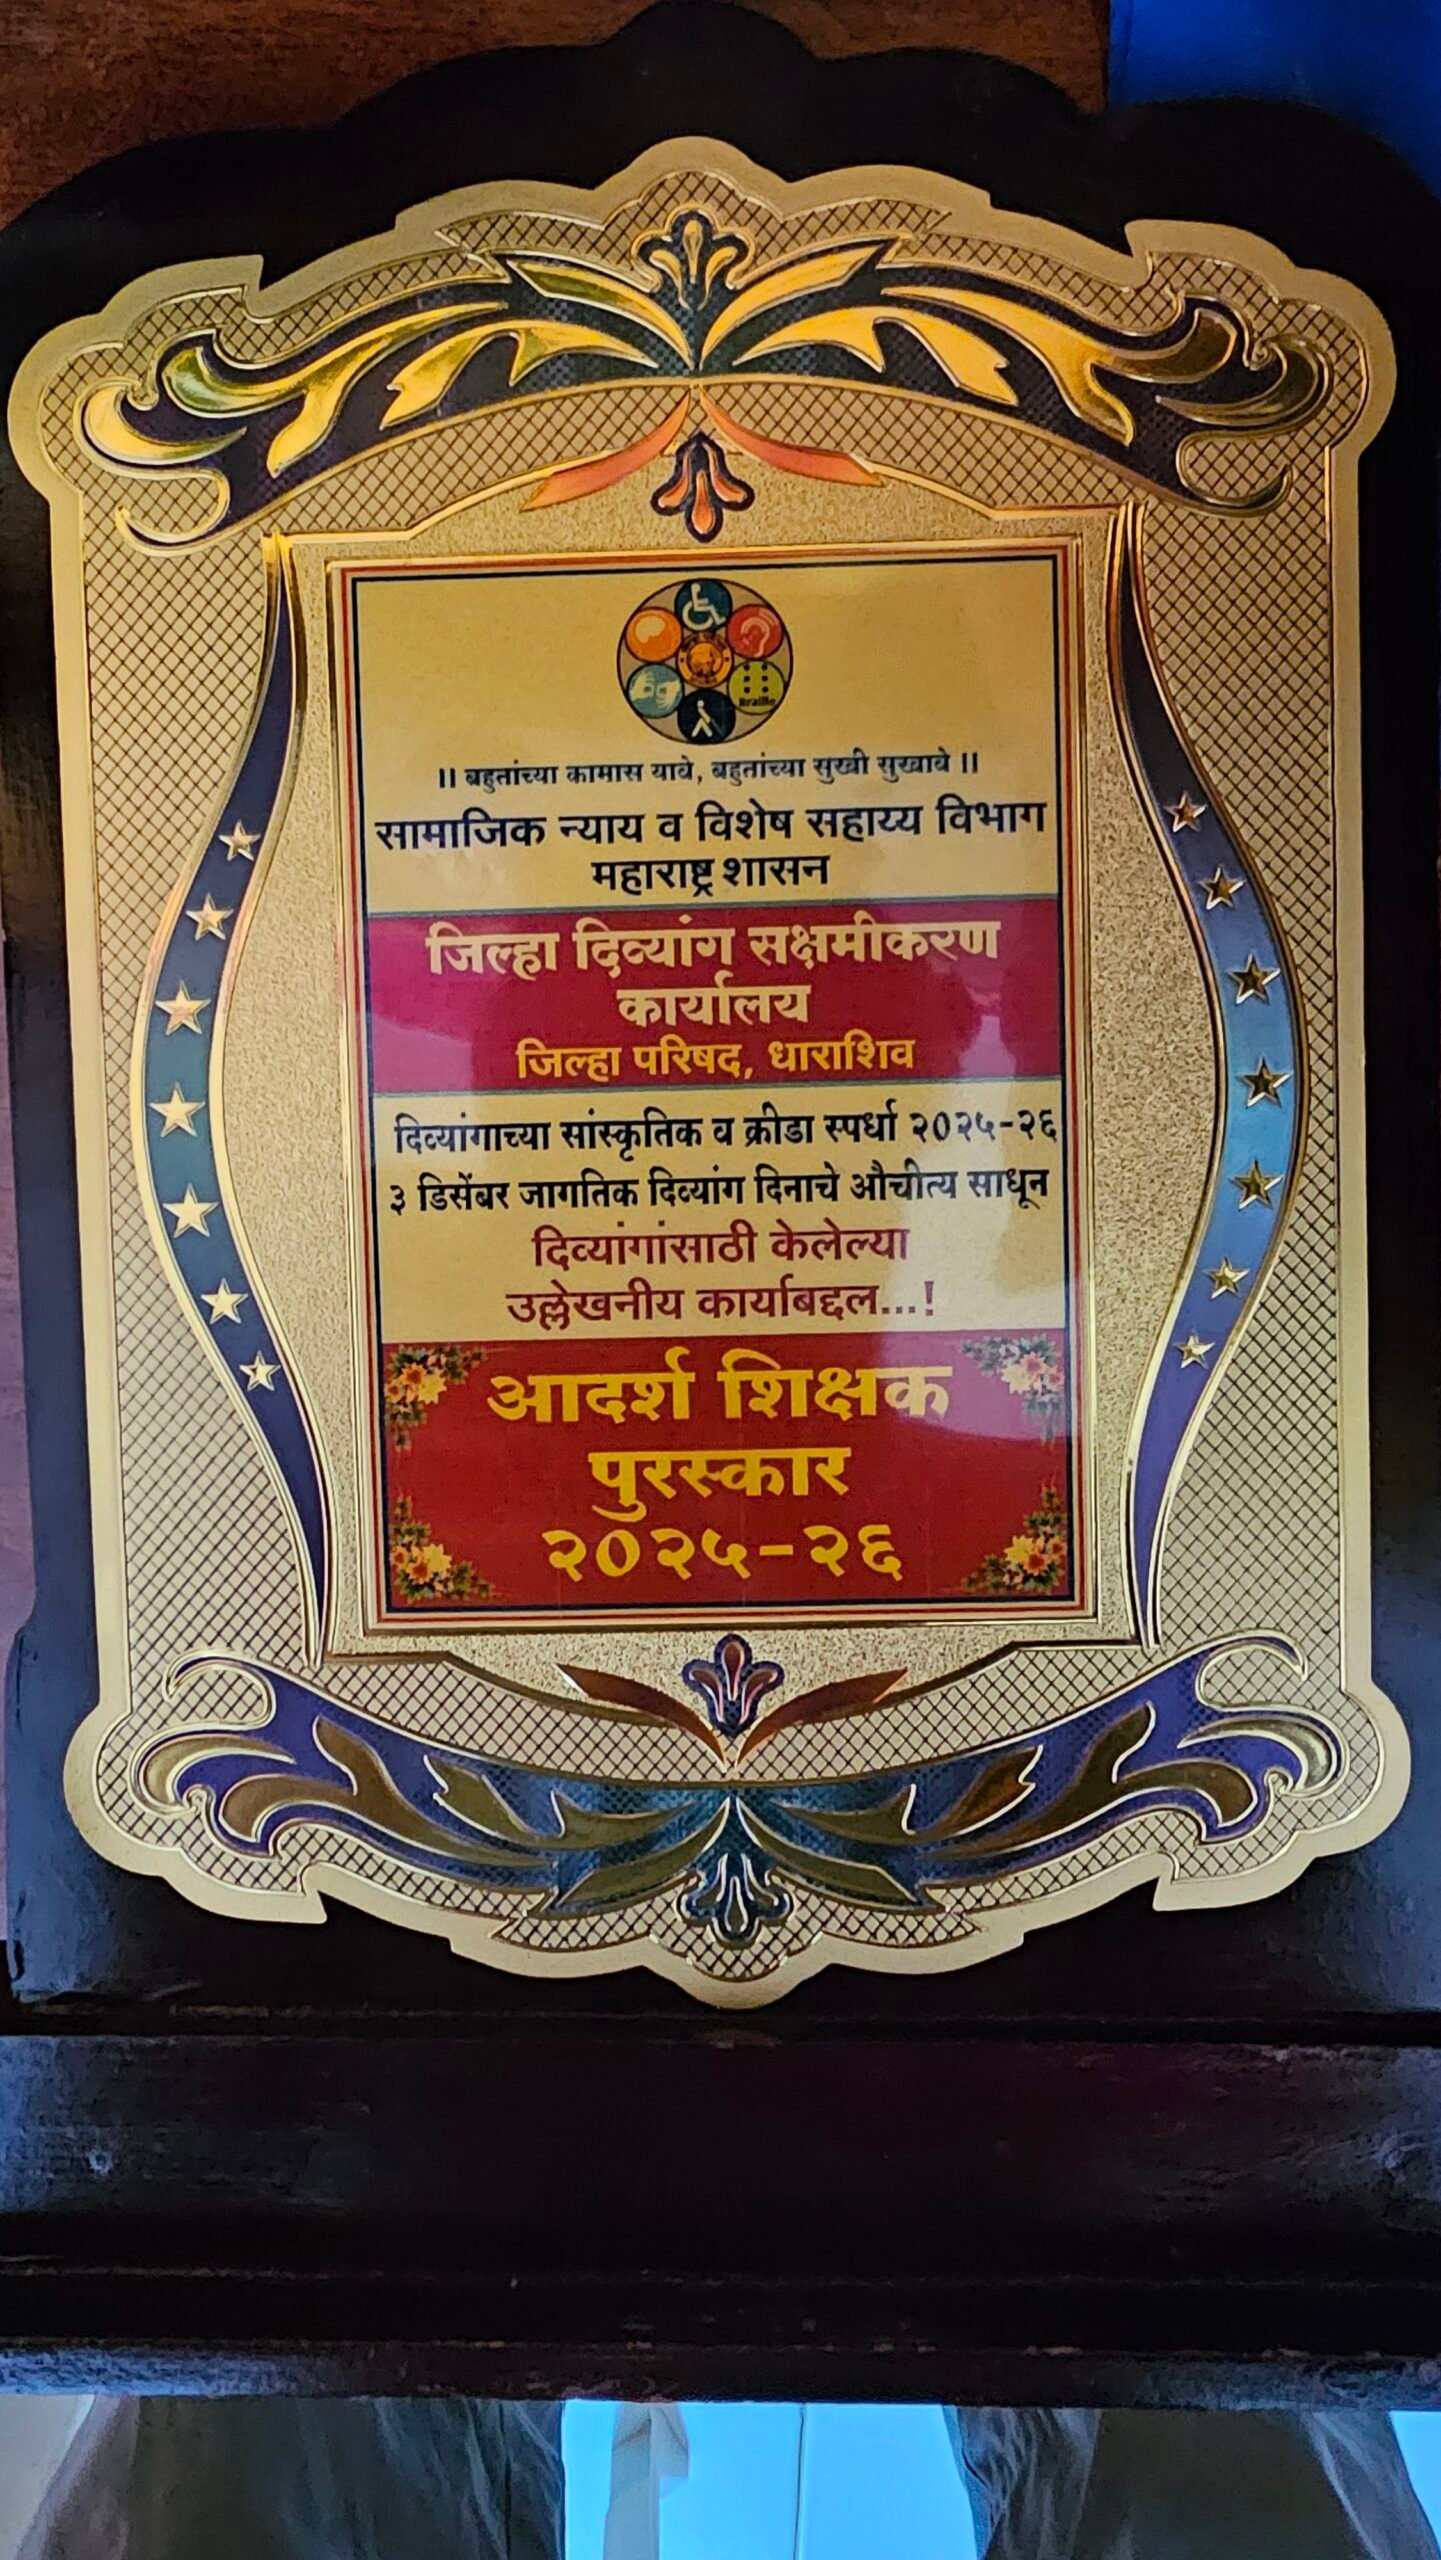 Braille
॥ बहुतांच्या कामास यावे, बहुतांच्या सुखी सुखावे ॥
सामाजिक न्याय व विशेष सहाय्य विभाग
महाराष्ट्र शासन
जिल्हा दिव्यांग सक्षमीकरण
कार्यालय
जिल्हा परिषद, धाराशिव
दिव्यांगाच्या सांस्कृतिक व क्रीडा स्पर्धा २०२५-२६
३ डिसेंबर जागतिक दिव्यांग दिनाचे औचीत्य साधून
दिव्यांगांसाठी केलेल्या
उल्लेखनीय कार्याबद्दल...!
आदर्श शिक्षक
पुरस्कार
२०२५-२६